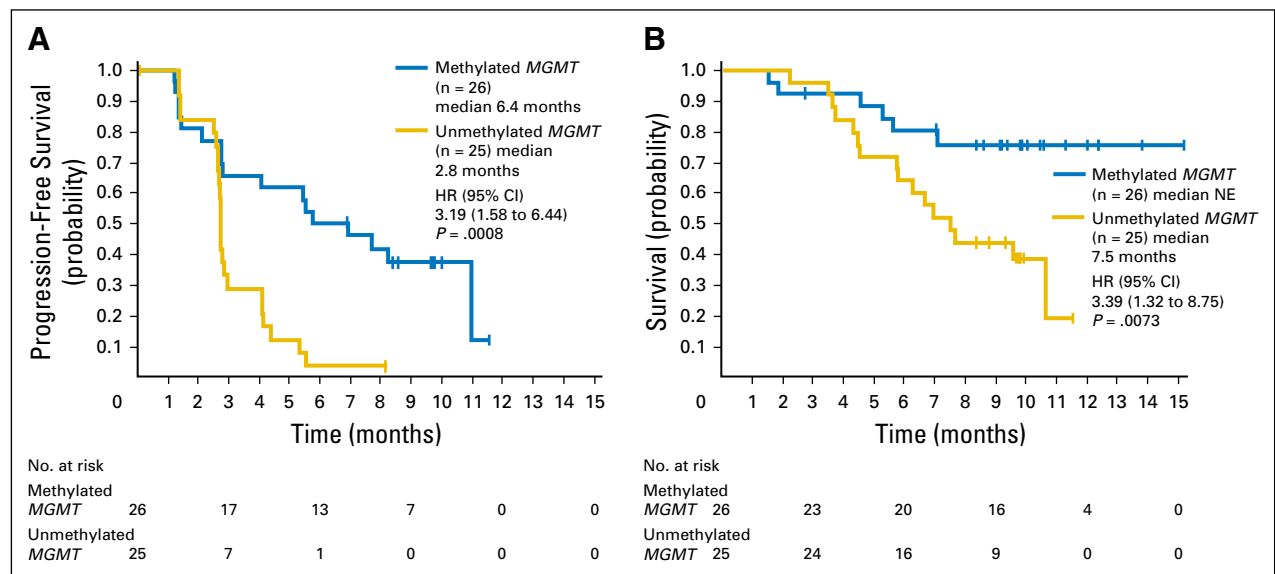 A
Progression-Free Survival
(probability)
1.0
0.9
0.8
0.7
0.6
0.5
0.4
0.3
0.2
0.1
Methylated MGMT
(n = 26)
median 6.4 months
Unmethylated MGMT
(n = 25) median
2.8 months
HR (95% CI)
3.19 (1.58 to 6.44)
P = .0008
0 1 2 3 4 5 6 7 8 9 10 11 12 13 14 15
Time (months)
No. at risk
Methylated
MGMT 26 17 13 7 0 0
Unmethylated
MGMT 25 7 1 0 0 0
B
Survival (probability)
1.0
0.9
0.8
0.7
0.6
0.5
0.4
0.3
0.2
0.1
Methylated MGMT
(n = 26) median NE
Unmethylated MGMT
(n = 25) median
7.5 months
HR (95% CI)
3.39 (1.32 to 8.75)
P = .0073
0 1 2 3 4 5 6 7 8 9 10 11 12 13 14 15
Time (months)
No. at risk
Methylated
MGMT 26 23 20 16 4 0
Unmethylated
MGMT 25 24 16 9 0 0